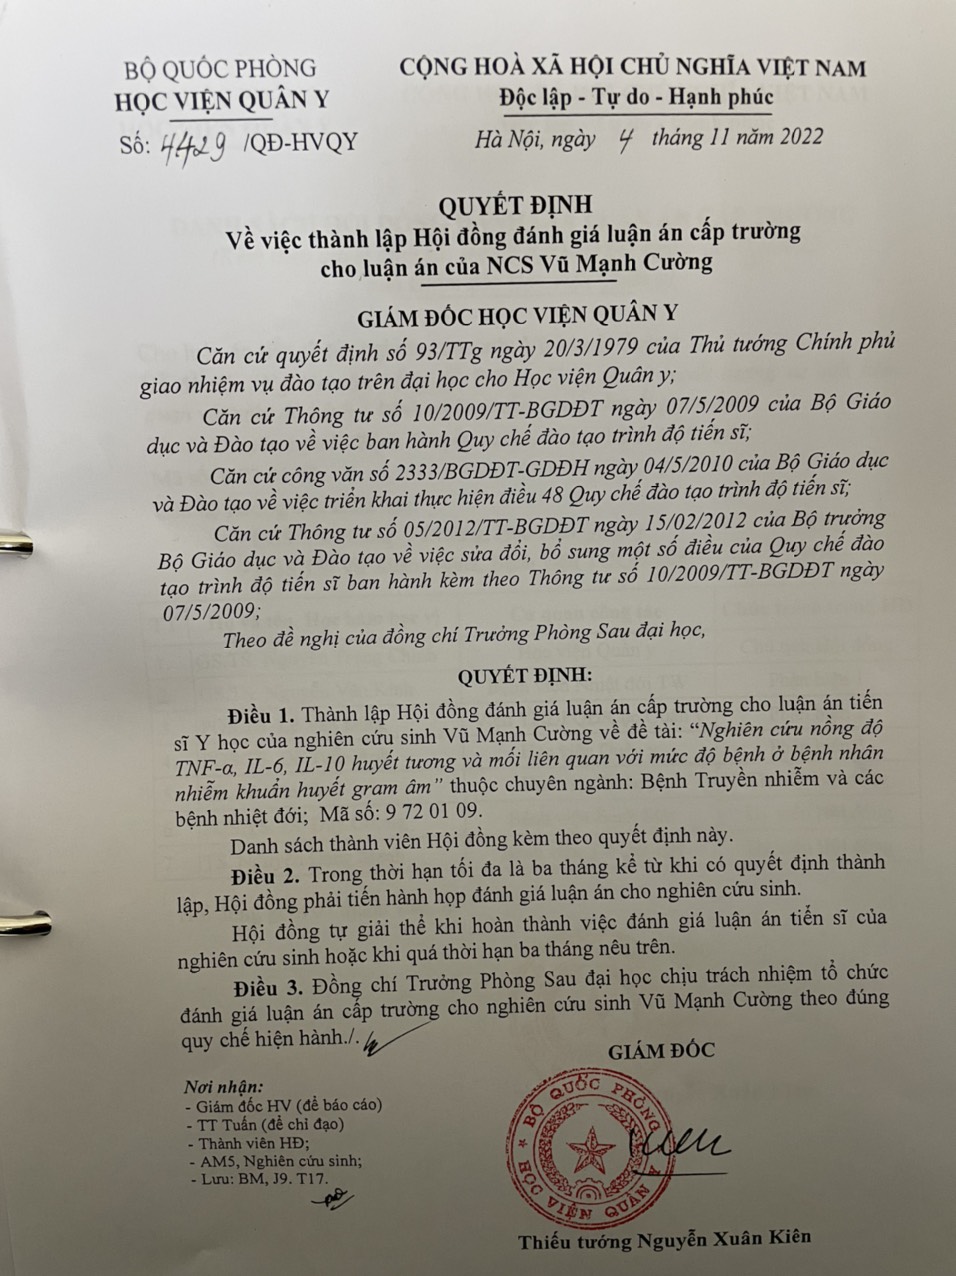 BỘ QUỐC PHÒNG
HỌC VIỆN QUÂN Y
Số: 4429 /QĐ-HVQY
CỘNG HOÀ XÃ HỘI CHỦ NGHĨA VIỆT NAM
Độc lập - Tự do - Hạnh phúc
Hà Nội, ngày 4 tháng 11 năm 2022
QUYẾT ĐỊNH
Về việc thành lập Hội đồng đánh giá luận án cấp trường
cho luận án của NCS Vũ Mạnh Cường
GIÁM ĐỐC HỌC VIỆN QUÂN Y
Căn cứ quyết định số 93/TTg ngày 20/3/1979 của Thủ tướng Chính phủ
giao nhiệm vụ đào tạo trên đại học cho Học viện Quân y;
Căn cứ Thông tư số 10/2009/TT-BGDĐT ngày 07/5/2009 của Bộ Giáo
dục và Đào tạo về việc ban hành Quy chế đào tạo trình độ tiến sĩ;
Căn cứ công văn số 2333/BGDĐT-GDĐH ngày 04/5/2010 của Bộ Giáo dục
và Đào tạo về việc triển khai thực hiện điều 48 Quy chế đào tạo trình độ tiến sĩ;
Căn cứ Thông tư số 05/2012/TT-BGDĐT ngày 15/02/2012 của Bộ trưởng
Bộ Giáo dục và Đào tạo về việc sửa đổi, bổ sung một số điều của Quy chế đào
tạo trình độ tiến sĩ ban hành kèm theo Thông tư số 10/2009/TT-BGDĐT ngày
07/5/2009;
Theo đề nghị của đồng chí Trưởng Phòng Sau đại học,
QUYẾT ĐỊNH:
Điều 1. Thành lập Hội đồng đánh giá luận án cấp trường cho luận án tiến
sĩ Y học của nghiên cứu sinh Vũ Mạnh Cường về đề tài: “Nghiên cứu nồng độ
TNF-α, IL-6, IL-10 huyết tương và mối liên quan với mức độ bệnh ở bệnh nhân
nhiễm khuẩn huyết gram âm” thuộc chuyên ngành: Bệnh Truyền nhiễm và các
bệnh nhiệt đới; Mã số: 9 72 01 09.
Danh sách thành viên Hội đồng kèm theo quyết định này.
Điều 2. Trong thời hạn tối đa là ba tháng kể từ khi có quyết định thành
lập, Hội đồng phải tiến hành họp đánh giá luận án cho nghiên cứu sinh.
Hội đồng tự giải thể khi hoàn thành việc đánh giá luận án tiến sĩ của
nghiên cứu sinh hoặc khi quá thời hạn ba tháng nêu trên.
Điều 3. Đồng chí Trưởng Phòng Sau đại học chịu trách nhiệm tổ chức
đánh giá luận án cấp trường cho nghiên cứu sinh Vũ Mạnh Cường theo đúng
quy chế hiện hành./.
Nơi nhận:
- Giám đốc HV (để báo cáo)
- TT Tuấn (để chỉ đạo)
- Thành viên HĐ;
- AM5, Nghiên cứu sinh;
- Lưu: BM, J9. T17.
GIÁM ĐỐC
BỘ QUỐC PHÒNG
HỌC VIỆN QUÂN Y
Thiếu tướng Nguyễn Xuân Kiên